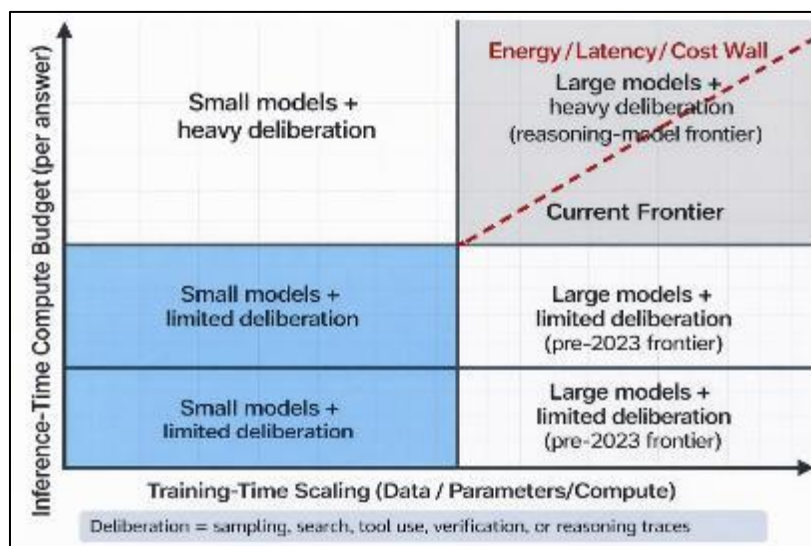 Inference-Time Compute Budget (per answer)
Small models +
heavy deliberation
Energy / Latency / Cost Wall
Large models +
heavy deliberation
(reasoning-model frontier)
Current Frontier
Small models +
limited deliberation
Large models +
limited deliberation
(pre-2023 frontier)
Small models +
limited deliberation
Large models +
limited deliberation
(pre-2023 frontier)
Training-Time Scaling (Data / Parameters/Compute)
Deliberation = sampling, search, tool use, verification, or reasoning traces